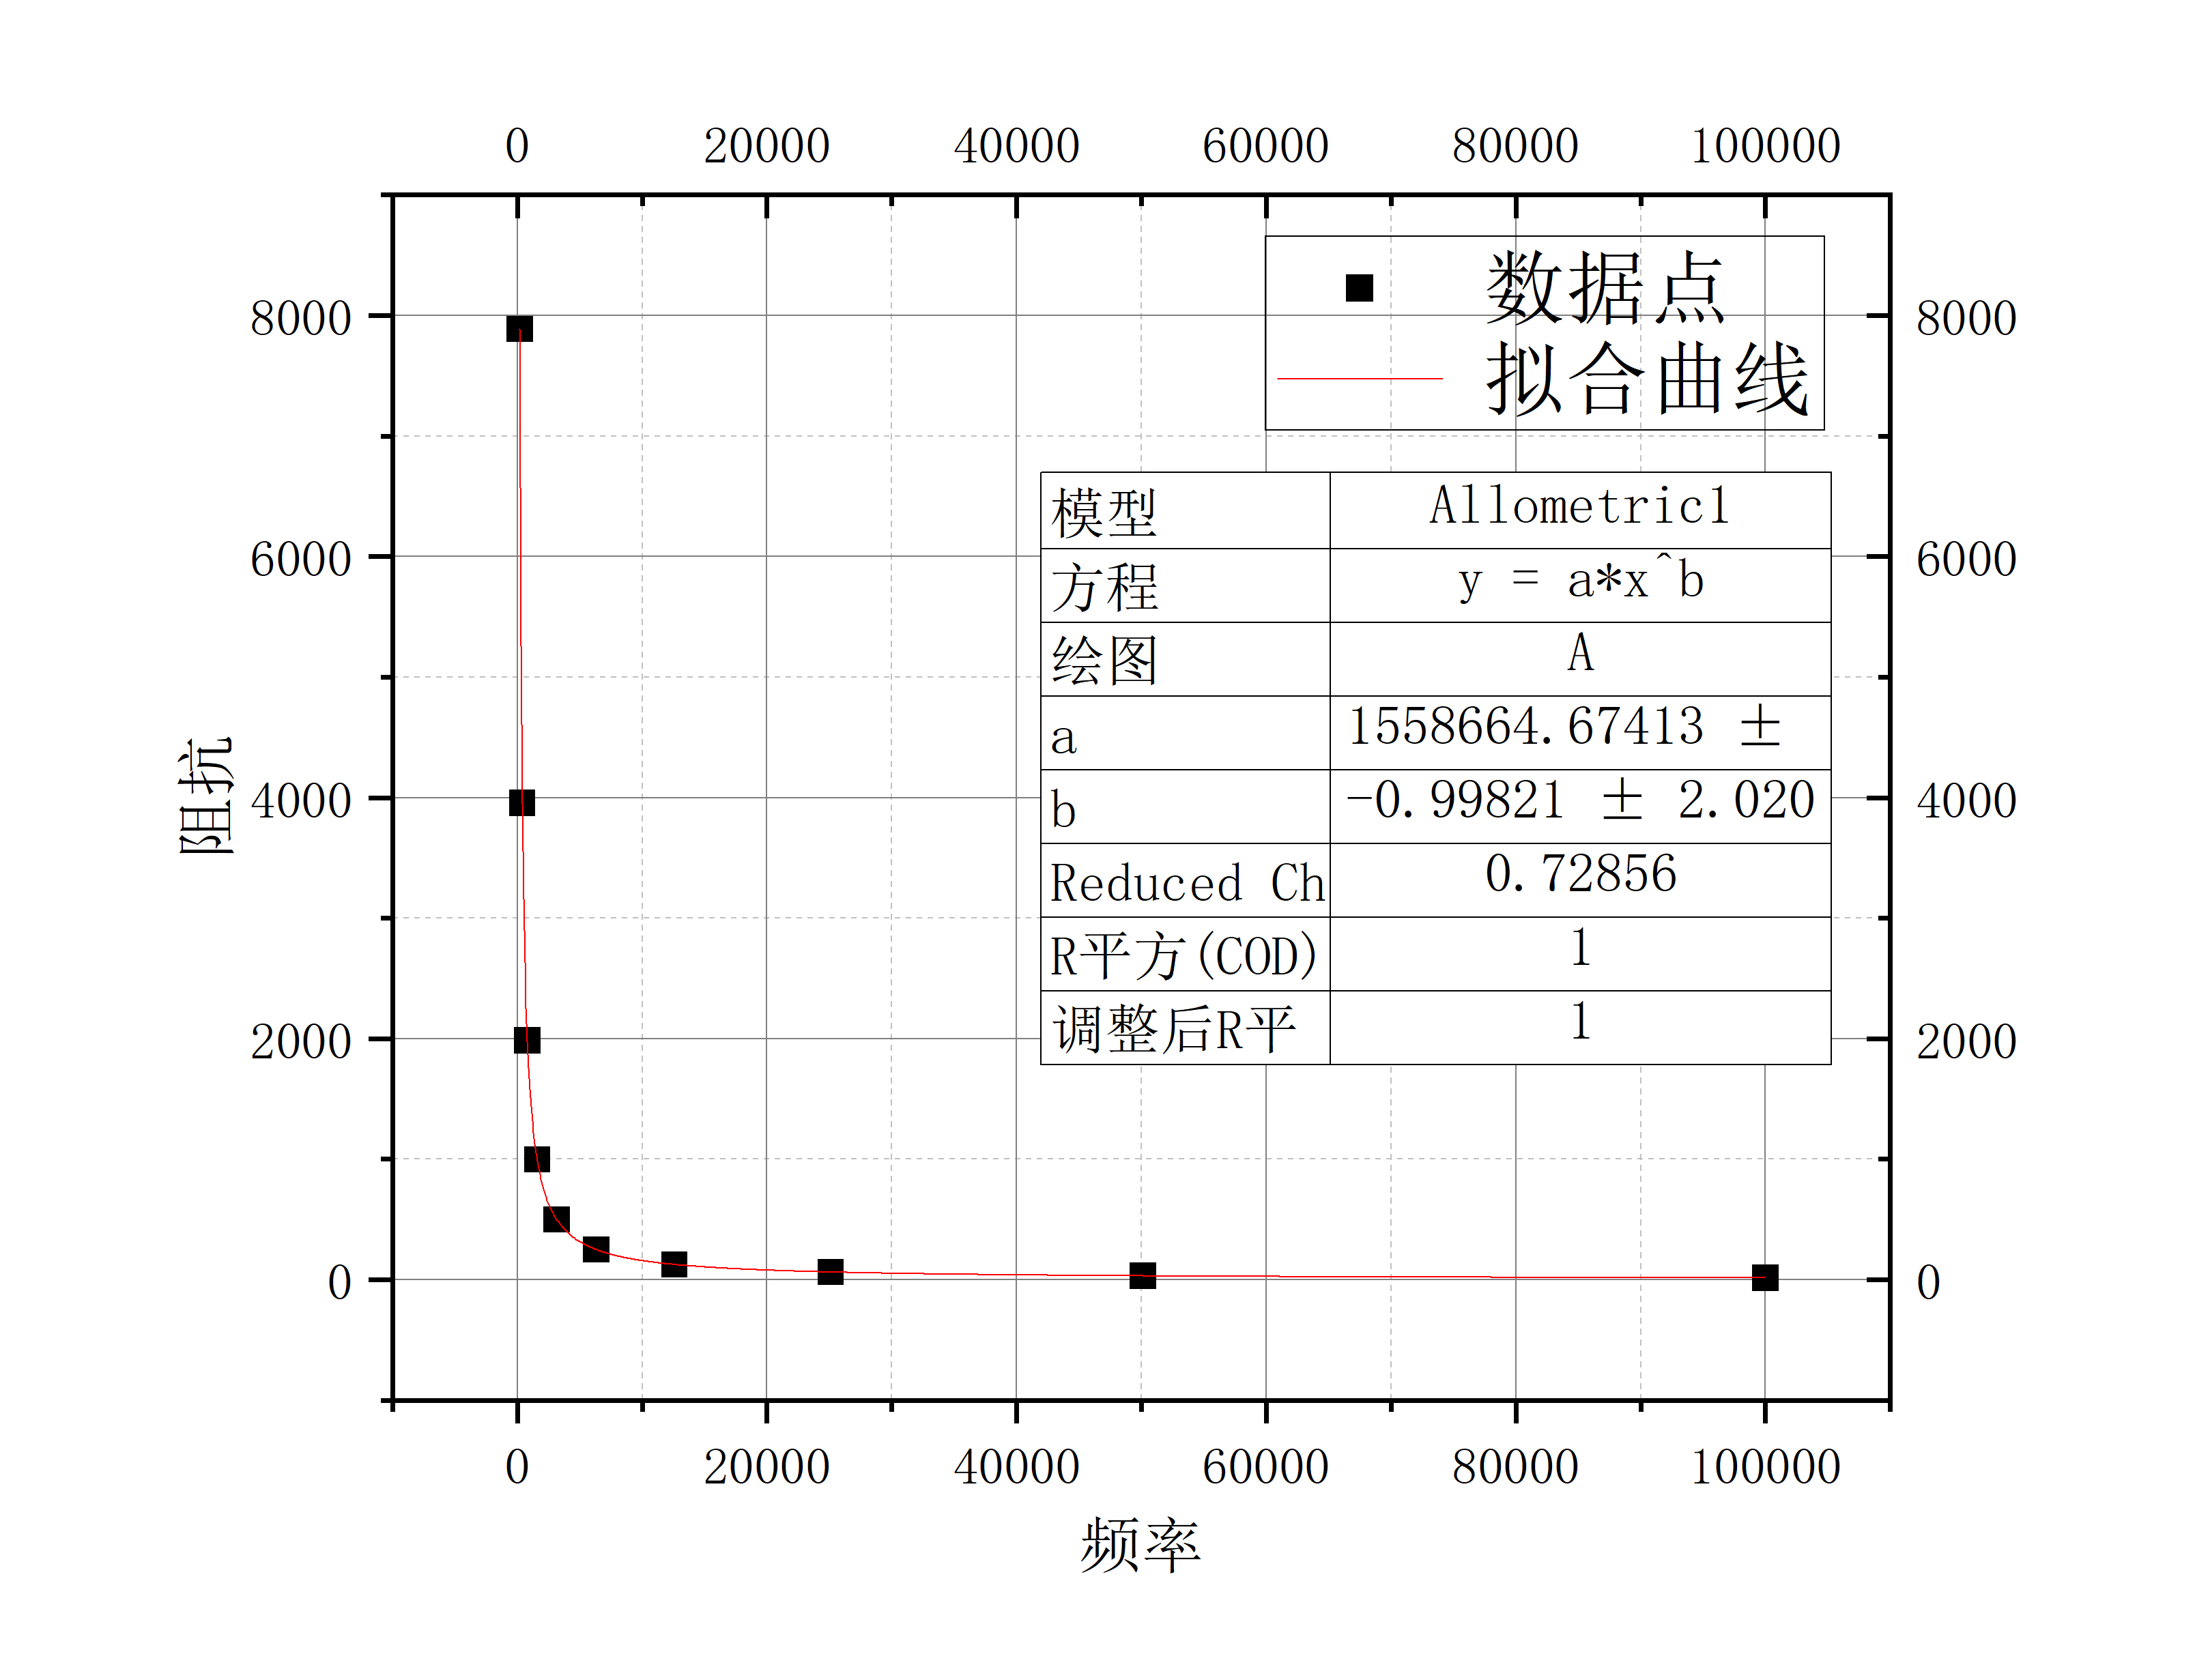 0 20000 40000 60000 80000 100000
数据点
拟合曲线
8000 8000
6000 6000
4000 4000
2000 2000
0 0
阻抗
模型 Allometric1
方程 y = a*x^b
绘图 A
a 1558664.67413 ±
b -0.99821 ± 2.020
Reduced Ch 0.72856
R平方(COD) 1
调整后R平 1
0 20000 40000 60000 80000 100000
频率